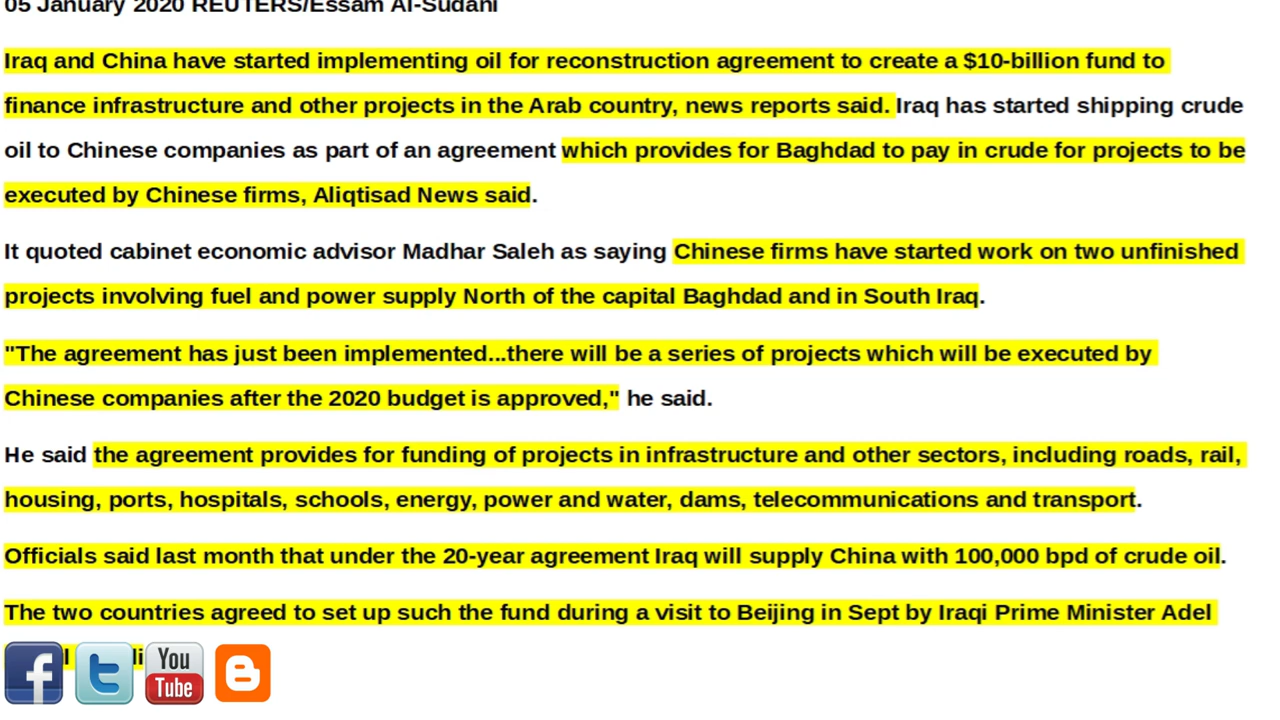 05 January 2020 REUTERS/Essam Al-Sudani
Iraq and China have started implementing oil for reconstruction agreement to create a $10-billion fund to
finance infrastructure and other projects in the Arab country, news reports said. Iraq has started shipping crude
oil to Chinese companies as part of an agreement which provides for Baghdad to pay in crude for projects to be
executed by Chinese firms, Aliqtisad News said.
It quoted cabinet economic advisor Madhar Saleh as saying Chinese firms have started work on two unfinished
projects involving fuel and power supply North of the capital Baghdad and in South Iraq.
"The agreement has just been implemented...there will be a series of projects which will be executed by
Chinese companies after the 2020 budget is approved," he said.
He said the agreement provides for funding of projects in infrastructure and other sectors, including roads, rail,
housing, ports, hospitals, schools, energy, power and water, dams, telecommunications and transport.
Officials said last month that under the 20-year agreement Iraq will supply China with 100,000 bpd of crude oil.
The two countries agreed to set up such the fund during a visit to Beijing in Sept by Iraqi Prime Minister Adel
You
Tube